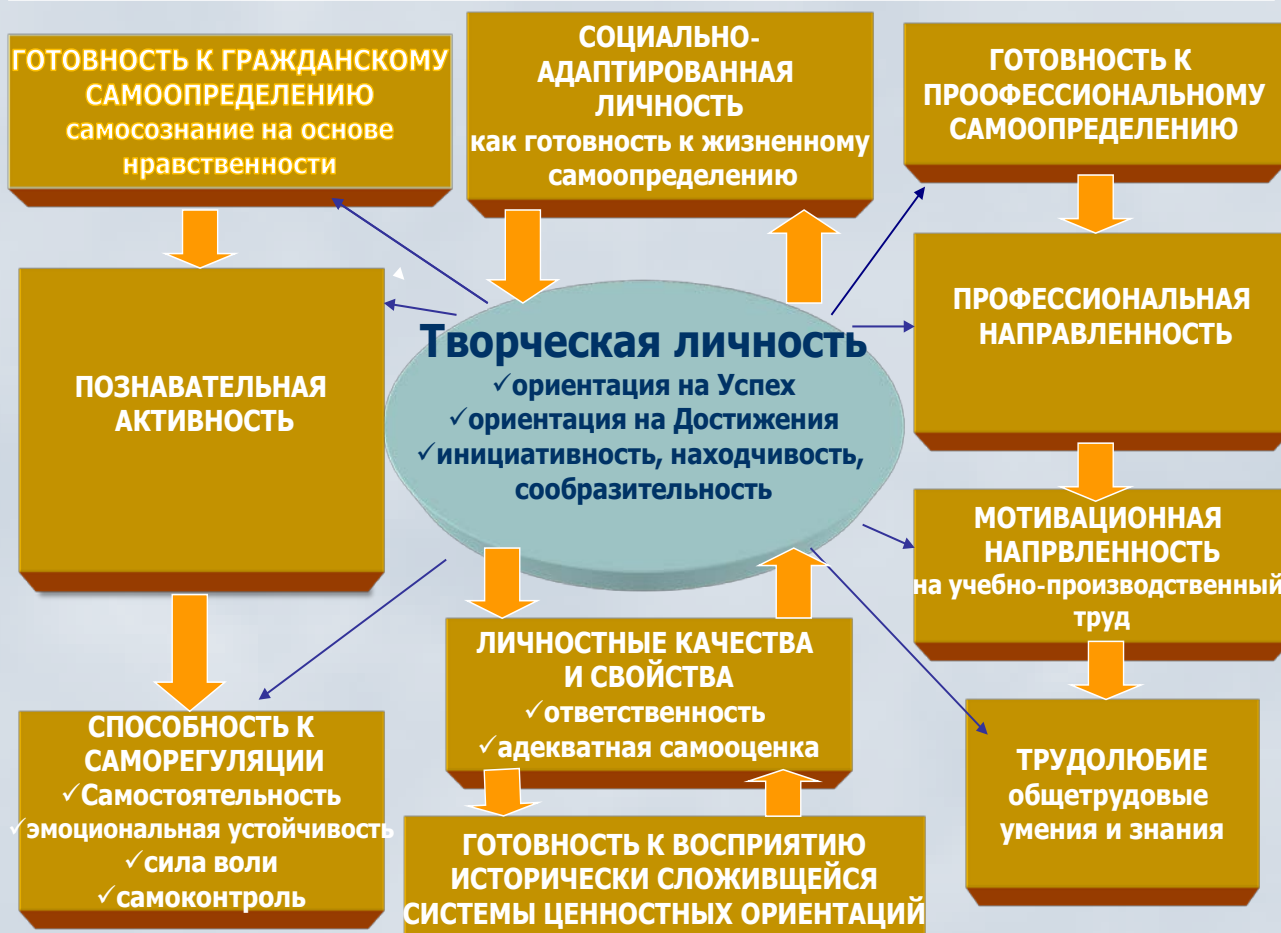 ГОТОВНОСТЬ К ГРАЖДАНСКОМУ
САМООПРЕДЕЛЕНИЮ
самосознание на основе
нравственности
СОЦИАЛЬНО-
АДАПТИРОВАННАЯ
ЛИЧНОСТЬ
как готовность к жизненному
самоопределению
ГОТОВНОСТЬ К
ПРООФЕССИОНАЛЬНОМУ
САМООПРЕДЕЛЕНИЮ
ПОЗНАВАТЕЛЬНАЯ
АКТИВНОСТЬ
Творческая личность
✓ориентация на Успех
✓ориентация на Достижения
✓инициативность, находчивость,
сообразительность
ПРОФЕССИОНАЛЬНАЯ
НАПРАВЛЕННОСТЬ
МОТИВАЦИОННАЯ
НАПРВЛЕННОСТЬ
на учебно-производственный
труд
СПОСОБНОСТЬ К
САМОРЕГУЛЯЦИИ
✓Самостоятельность
✓эмоциональная устойчивость
✓сила воли
✓самоконтроль
ЛИЧНОСТНЫЕ КАЧЕСТВА
И СВОЙСТВА
✓ответственность
✓адекватная самооценка
ГОТОВНОСТЬ К ВОСПРИЯТИЮ
ИСТОРИЧЕСКИ СЛОЖИВЩЕЙСЯ
СИСТЕМЫ ЦЕННОСТНЫХ ОРИЕНТАЦИЙ
ТРУДОЛЮБИЕ
общетрудовые
умения и знания